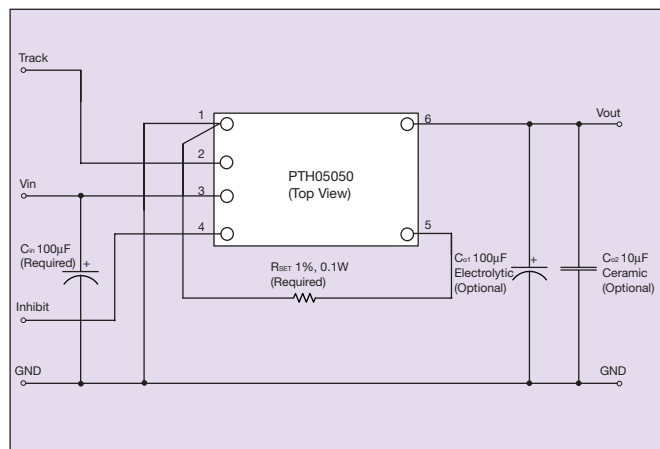 Track
1
6
Vout
2
PTH05050
(Top View)
Vin
3
4
5
Cin 100µF
(Required)
RSET 1%, 0.1W
(Required)
Co1 100µF
Electrolytic
(Optional)
Co2 10µF
Ceramic
(Optional)
+
+
Inhibit
GND
GND